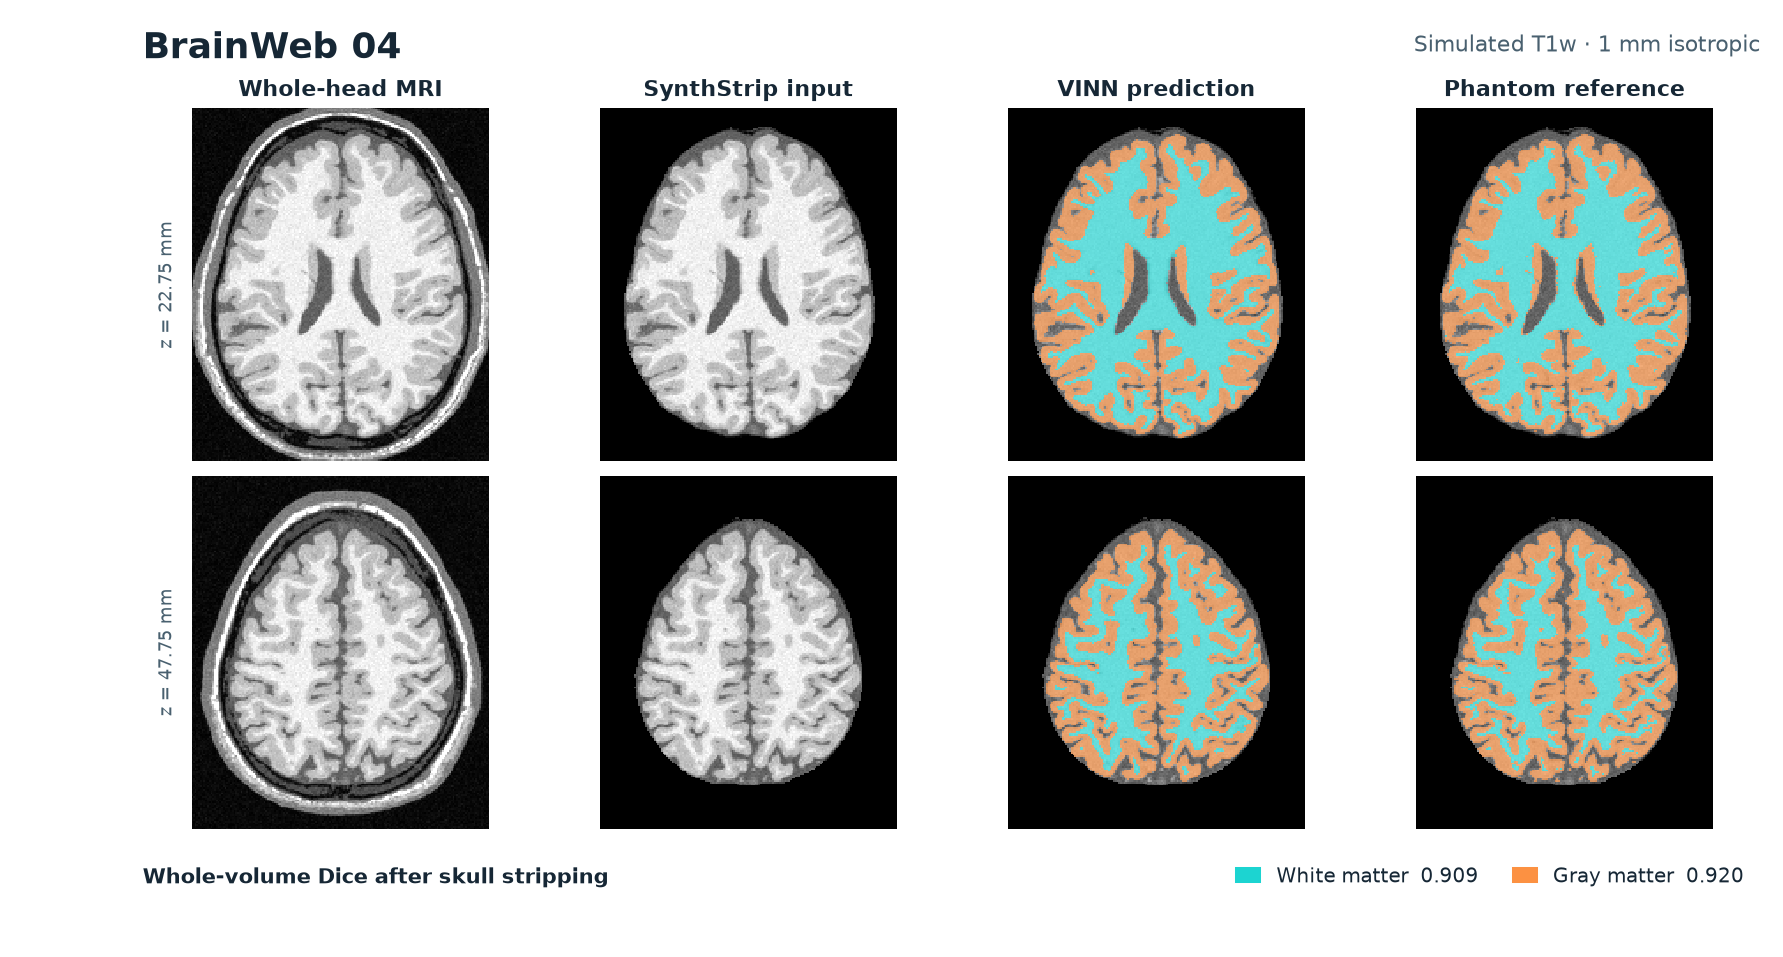 BrainWeb 04
Simulated T1w · 1 mm isotropic
Whole-head MRI
SynthStrip input
VINN prediction
Phantom reference
z = 22.75 mm
z = 47.75 mm
Whole-volume Dice after skull stripping
White matter 0.909
Gray matter 0.920